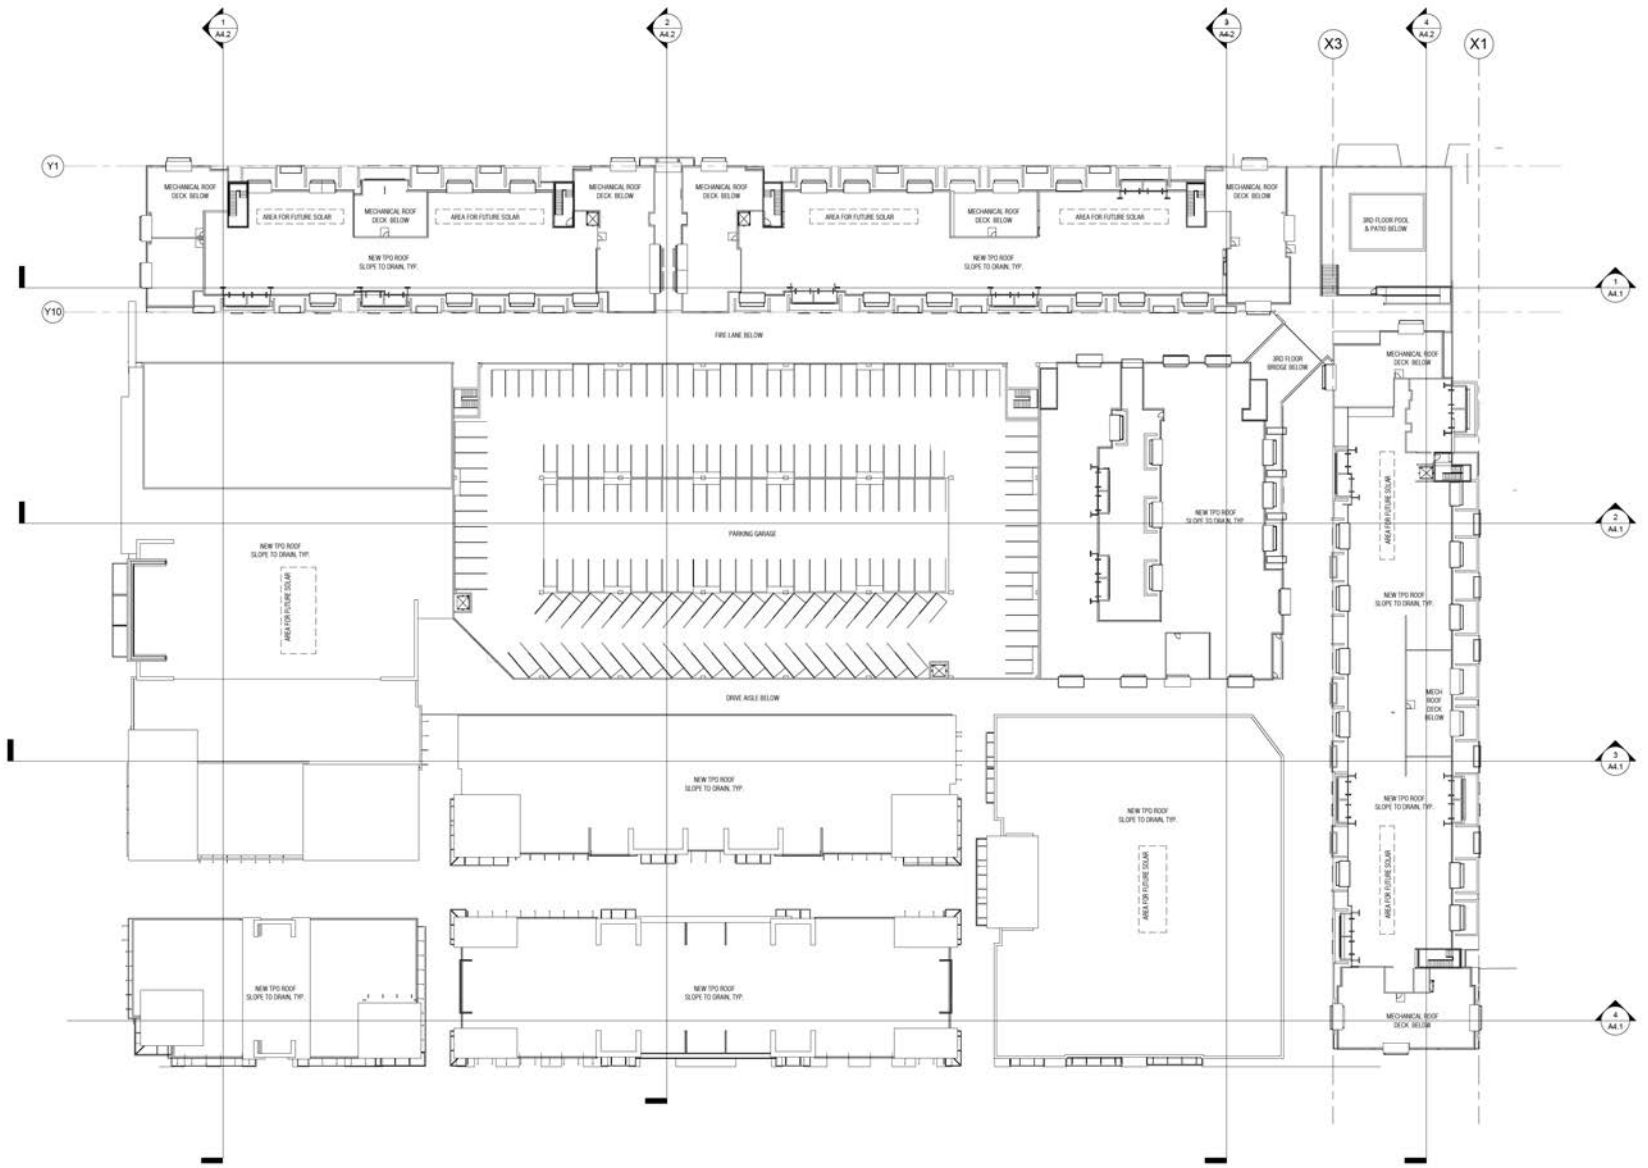 1
A4.2
2
A4.2
3
A4.2
4
A4.2
X3
X1
Y1
MECHANICAL ROOF
DECK BELOW
AREA FOR FUTURE SOLAR
MECHANICAL ROOF
DECK BELOW
AREA FOR FUTURE SOLAR
MECHANICAL ROOF
DECK BELOW
MECHANICAL ROOF
DECK BELOW
AREA FOR FUTURE SOLAR
MECHANICAL ROOF
DECK BELOW
AREA FOR FUTURE SOLAR
MECHANICAL ROOF
DECK BELOW
3RD FLOOR POOL
& PATIO BELOW
NEW TPO ROOF
SLOPE TO DRAIN, TYP.
NEW TPO ROOF
SLOPE TO DRAIN, TYP.
1
A4.1
Y10
FIRE LANE BELOW
3RD FLOOR
BRIDGE BELOW
MECHANICAL ROOF
DECK BELOW
AREA FOR FUTURE SOLAR
NEW TPO ROOF
SLOPE TO DRAIN, TYP.
2
A4.1
PARKING GARAGE
NEW TPO ROOF
SLOPE TO DRAIN, TYP.
AREA FOR FUTURE SOLAR
NEW TPO ROOF
SLOPE TO DRAIN, TYP.
DRIVE AISLE BELOW
MECH
ROOF
DECK
BELOW
3
A4.1
NEW TPO ROOF
SLOPE TO DRAIN, TYP.
NEW TPO ROOF
SLOPE TO DRAIN, TYP.
NEW TPO ROOF
SLOPE TO DRAIN, TYP.
AREA FOR FUTURE SOLAR
AREA FOR FUTURE SOLAR
NEW TPO ROOF
SLOPE TO DRAIN, TYP.
NEW TPO ROOF
SLOPE TO DRAIN, TYP.
MECHANICAL ROOF
DECK BELOW
4
A4.1